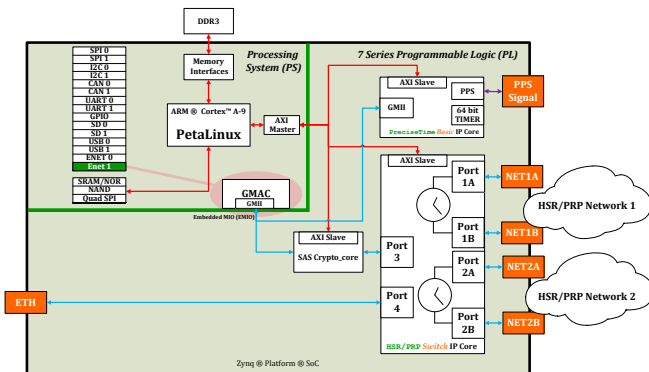 DDR3
Processing
System (PS)
7 Series Programmable Logic (PL)
SPI 0
SPI 1
I2C 0
I2C 1
CAN 0
CAN 1
UART 0
UART 1
GPIO
SD 0
SD 1
USB 0
USB 1
ENET 0
Enet 1
SRAM/NOR
NAND
Quad SPI
Memory
Interfaces
ARM ® Cortex™ A-9
PetaLinux
AXI
Master
GMAC
GMII
Embedded MIO (EMIO)
AXI Slave
PPS
GMII
64 bit
TIMER
PreciseTime Basic IP Core
PPS
Signal
AXI Slave
SAS Crypto_core
AXI Slave
Port
1A
Port
1B
Port
3
Port
2A
Port
4
Port
2B
HSR/PRP Switch IP Core
NET1A
HSR/PRP Network 1
NET1B
NET2A
HSR/PRP Network 2
NET2B
ETH
Zynq ® Platform ® SoC